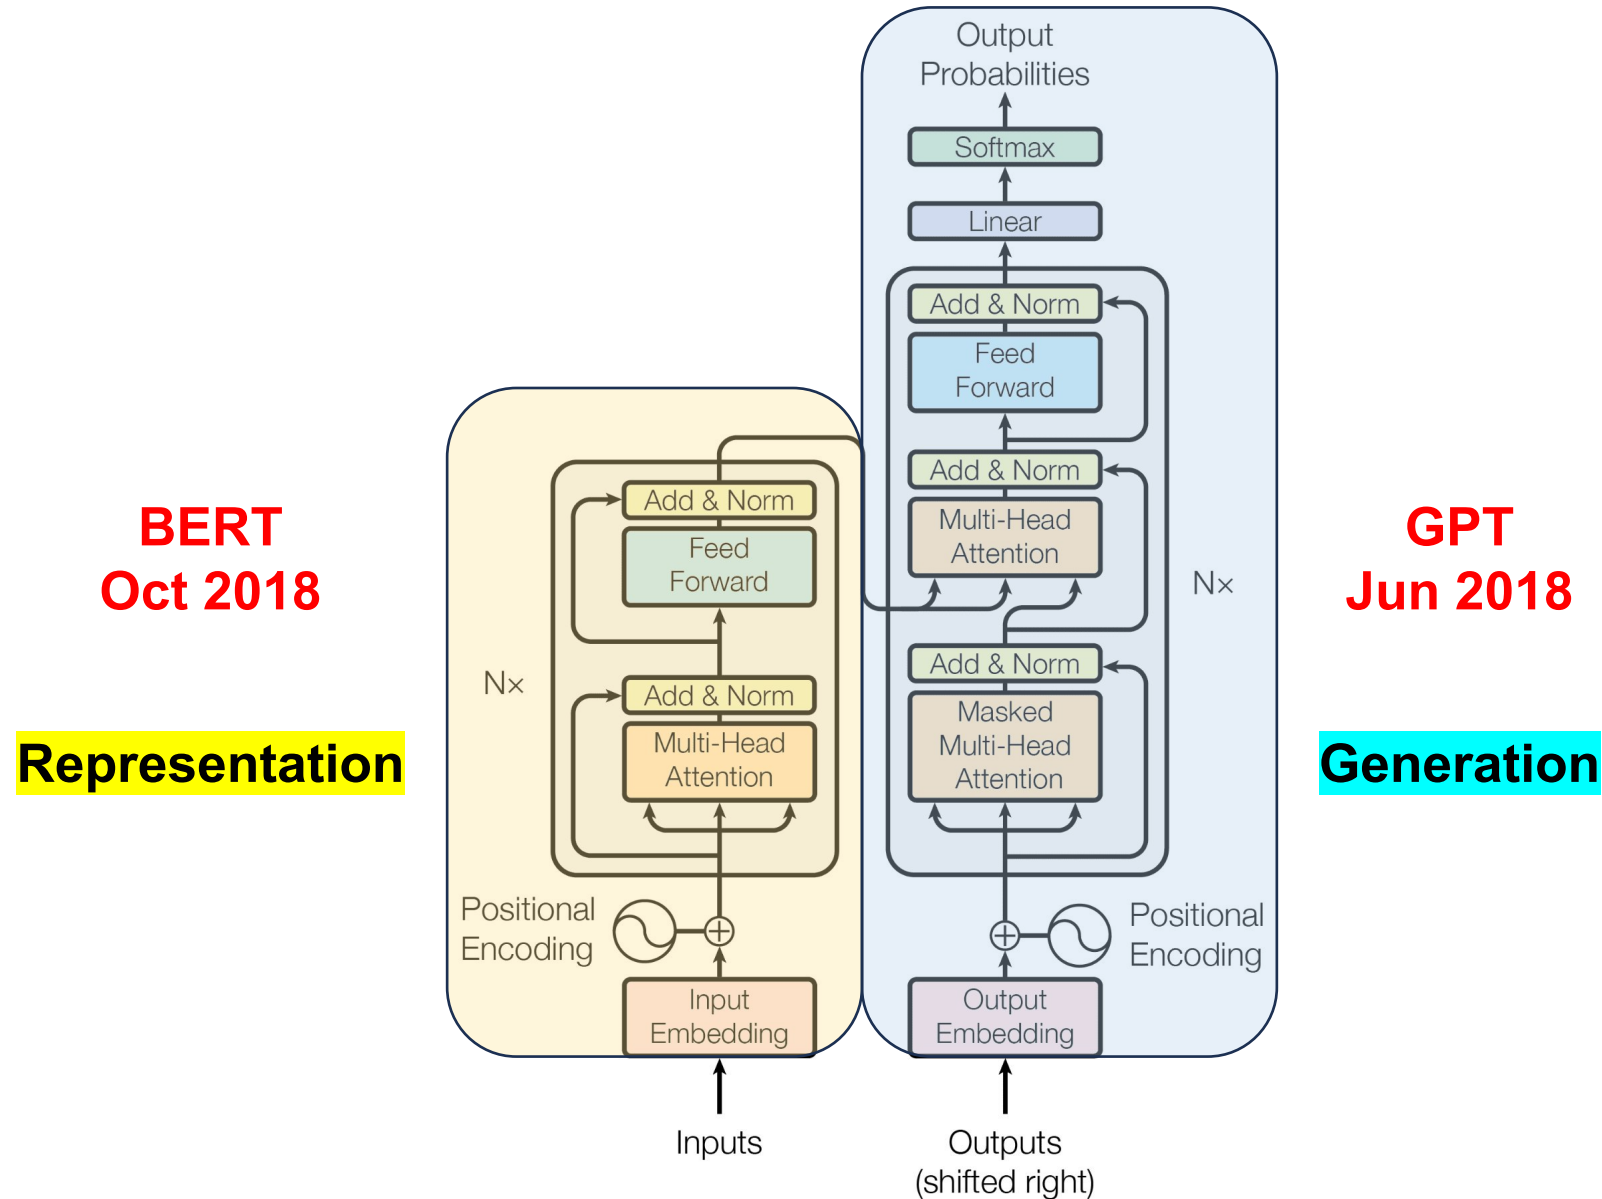 BERT
Oct 2018
Representation
Add & Norm
Feed
Forward
Nx
Add & Norm
Multi-Head
Attention
Positional
Encoding
Input
Embedding
Inputs
Output
Probabilities
Softmax
Linear
Add & Norm
Feed
Forward
Add & Norm
Multi-Head
Attention
Nx
Add & Norm
Masked
Multi-Head
Attention
Positional
Encoding
Output
Embedding
Outputs
(shifted right)
GPT
Jun 2018
Generation